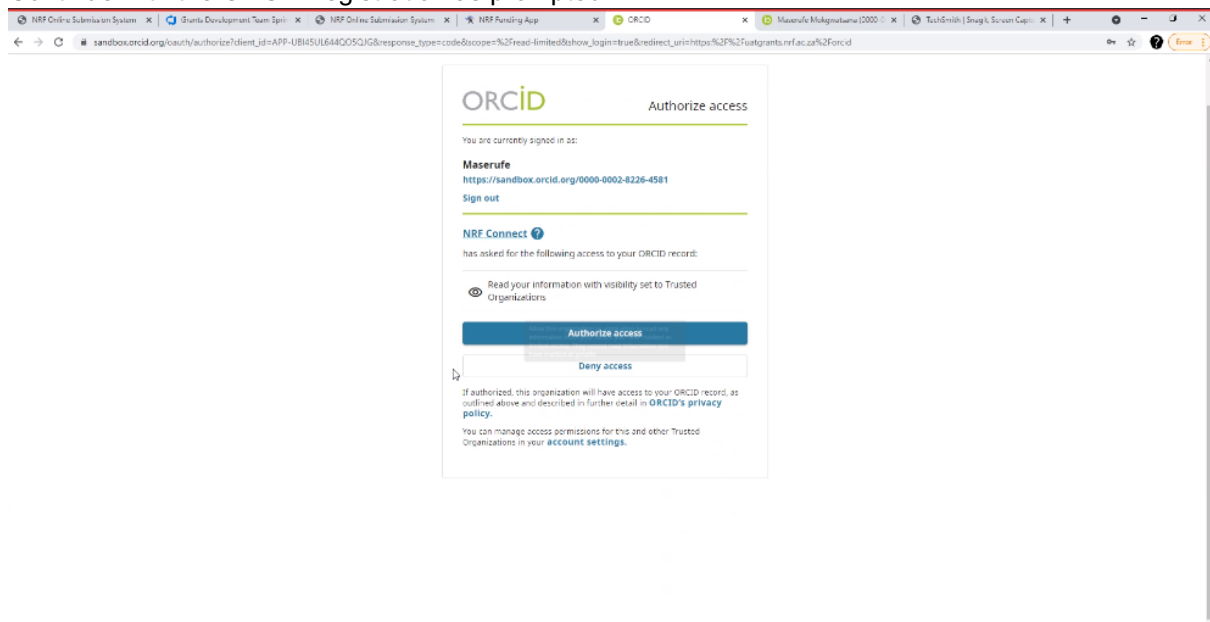 NRF Online Submission System
Grants Development Team Sprin
NRF Online Submission System
NRF Funding App
ORCID
Maserufe Mokgwatsana (0000-0
TechSmith | Snagit, Screen Captu
sandbox.orcid.org/oauth/authorize?client_id=APP-UBI45UL644QO5QJG&response_type=code&scope=%2Fread-limited&show_login=true&redirect_uri=https:%2F%2Fuatgrants.nrf.ac.za%2Forcid
Error
ORCID
Authorize access
You are currently signed in as:
Maserufe
https://sandbox.orcid.org/0000-0002-8226-4581
Sign out
NRF Connect ?
has asked for the following access to your ORCID record:
Read your information with visibility set to Trusted
Organizations
Authorize access
Deny access
If authorized, this organization will have access to your ORCID record, as
outlined above and described in further detail in ORCID's privacy
policy.
You can manage access permissions for this and other Trusted
Organizations in your account settings.